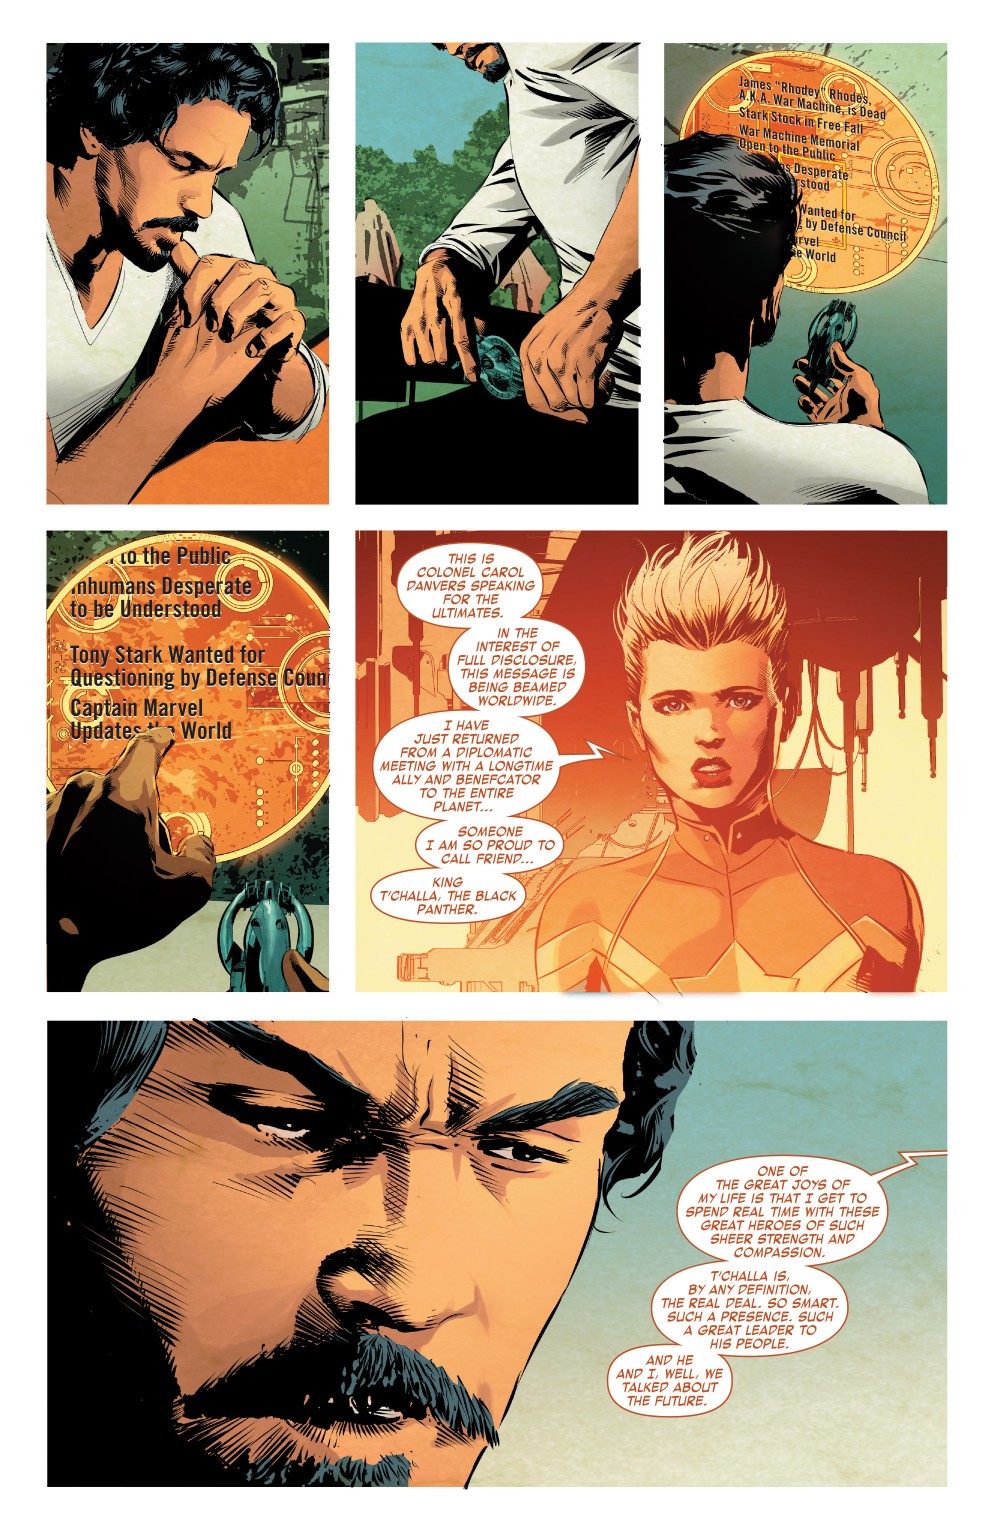 James "Rhodey" Rhodes,
A.K.A. War Machine, is Dead
Stark Stock in Free Fall
War Machine Memorial
Open to the Public
Desperate
Wanted for
by Defense Council
World
to the Public
Inhumans Desperate
to be Understood
Tony Stark Wanted for
Questioning by Defense Coun
Captain Marvel
Updates the World
THIS IS
COLONEL CAROL
DANVERS SPEAKING
FOR THE
ULTIMATES.
IN THE
INTEREST OF
FULL DISCLOSURE,
THIS MESSAGE IS
BEING BEAMED
WORLDWIDE.
I HAVE
JUST RETURNED
FROM A DIPLOMATIC
MEETING WITH A LONGTIME
ALLY AND BENEFCATOR
TO THE ENTIRE
PLANET...
SOMEONE
I AM SO PROUD TO
CALL FRIEND...
KING
T'CHALLA, THE BLACK
PANTHER.
ONE OF
THE GREAT JOYS OF
MY LIFE IS THAT I GET TO
SPEND REAL TIME WITH THESE
GREAT HEROES OF SUCH
SHEER STRENGTH AND
COMPASSION.
T'CHALLA IS,
BY ANY DEFINITION,
THE REAL DEAL. SO SMART.
SUCH A PRESENCE. SUCH
A GREAT LEADER TO
HIS PEOPLE.
AND HE
AND I, WELL, WE
TALKED ABOUT
THE FUTURE.